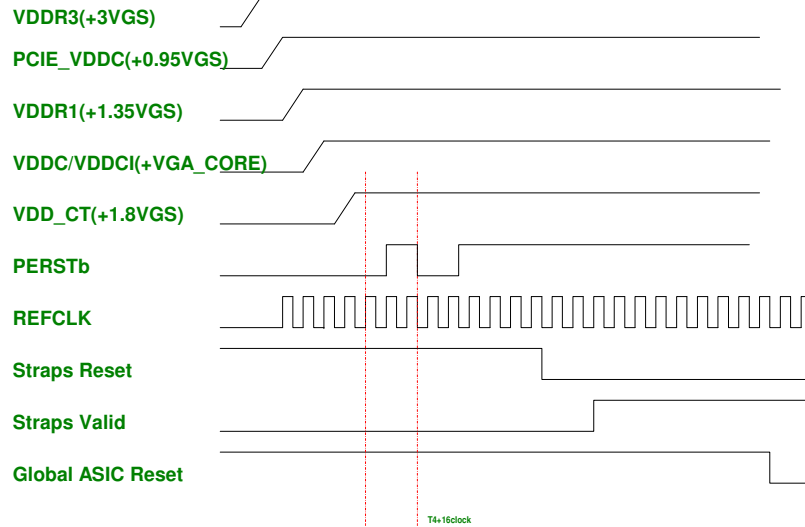 VDDR3(+3VGS)
PCIE_VDDC(+0.95VGS)
VDDR1(+1.35VGS)
VDDC/VDDCI(+VGA_CORE)
VDD_CT(+1.8VGS)
PERSTb
REFCLK
Straps Reset
Straps Valid
Global ASIC Reset
T4+16clock